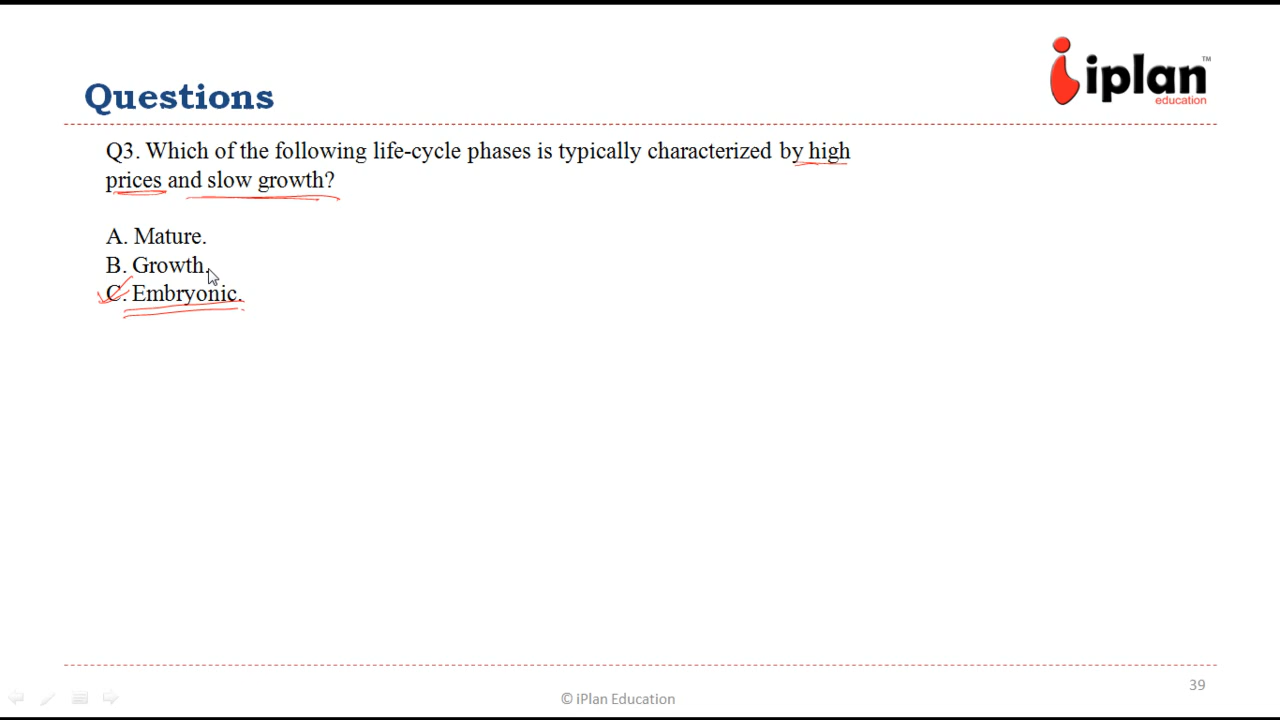 iplan
TM
education
Questions
Q3. Which of the following life-cycle phases is typically characterized by high
prices and slow growth?
A. Mature.
B. Growth.
C. Embryonic.
© iPlan Education
39